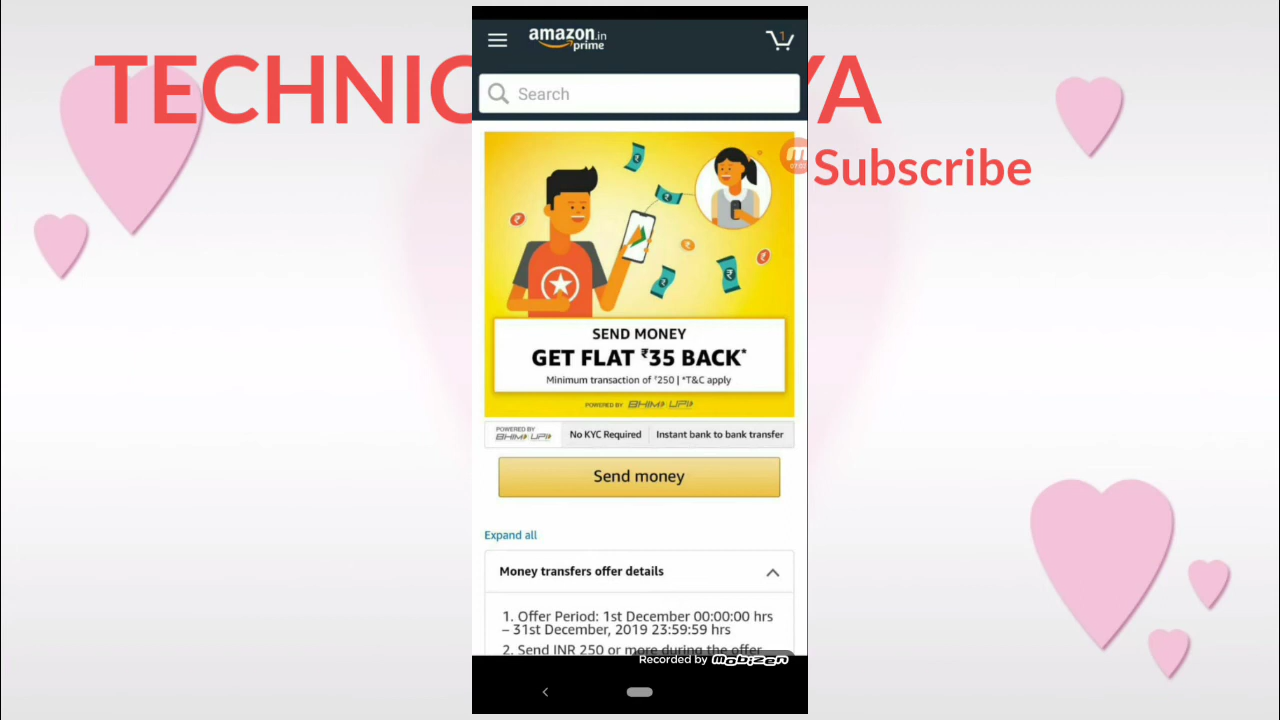 TECHNIC
YA
Subscribe
amazon.in
prime
1
Search
SEND MONEY
GET FLAT ₹35 BACK*
Minimum transaction of ₹250 | *T&C apply
POWERED BY BHIM UPI
POWERED BY
BHIM UPI
No KYC Required
Instant bank to bank transfer
Send money
Expand all
Money transfers offer details
1. Offer Period: 1st December 00:00:00 hrs
– 31st December, 2019 23:59:59 hrs
2. Send INR 250 or more during the offer
Recorded by mobizen